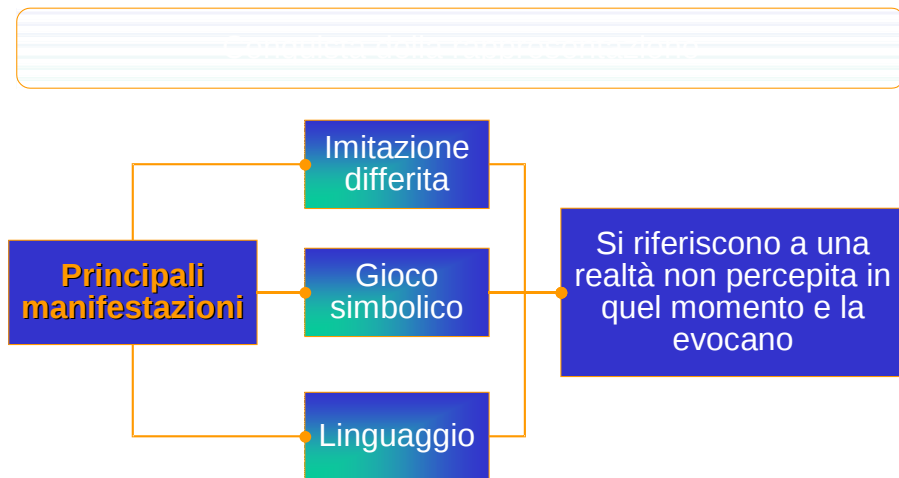 Principali
manifestazioni
Imitazione
differita
Gioco
simbolico
Linguaggio
Si riferiscono a una
realtà non percepita in
quel momento e la
evocano